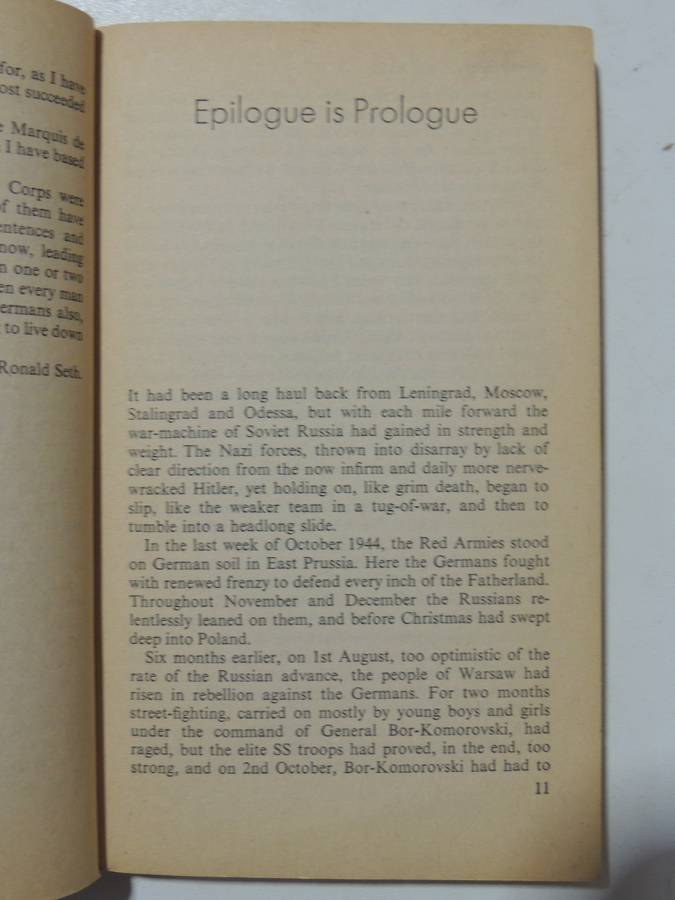 for, as I have
ost succeeded
Marquis de
I have based
Corps were
of them have
entences and
now, leading
n one or two
en every man
ermans also,
to live down
Ronald Seth.
Epilogue is Prologue
It had been a long haul back from Leningrad, Moscow,
Stalingrad and Odessa, but with each mile forward the
war-machine of Soviet Russia had gained in strength and
weight. The Nazi forces, thrown into disarray by lack of
clear direction from the now infirm and daily more nerve-
wracked Hitler, yet holding on, like grim death, began to
slip, like the weaker team in a tug-of-war, and then to
tumble into a headlong slide.
In the last week of October 1944, the Red Armies stood
on German soil in East Prussia. Here the Germans fought
with renewed frenzy to defend every inch of the Fatherland.
Throughout November and December the Russians re-
lentlessly leaned on them, and before Christmas had swept
deep into Poland.
Six months earlier, on 1st August, too optimistic of the
rate of the Russian advance, the people of Warsaw had
risen in rebellion against the Germans. For two months
street-fighting, carried on mostly by young boys and girls
under the command of General Bor-Komorovski, had
raged, but the elite SS troops had proved, in the end, too
strong, and on 2nd October, Bor-Komorovski had had to
11